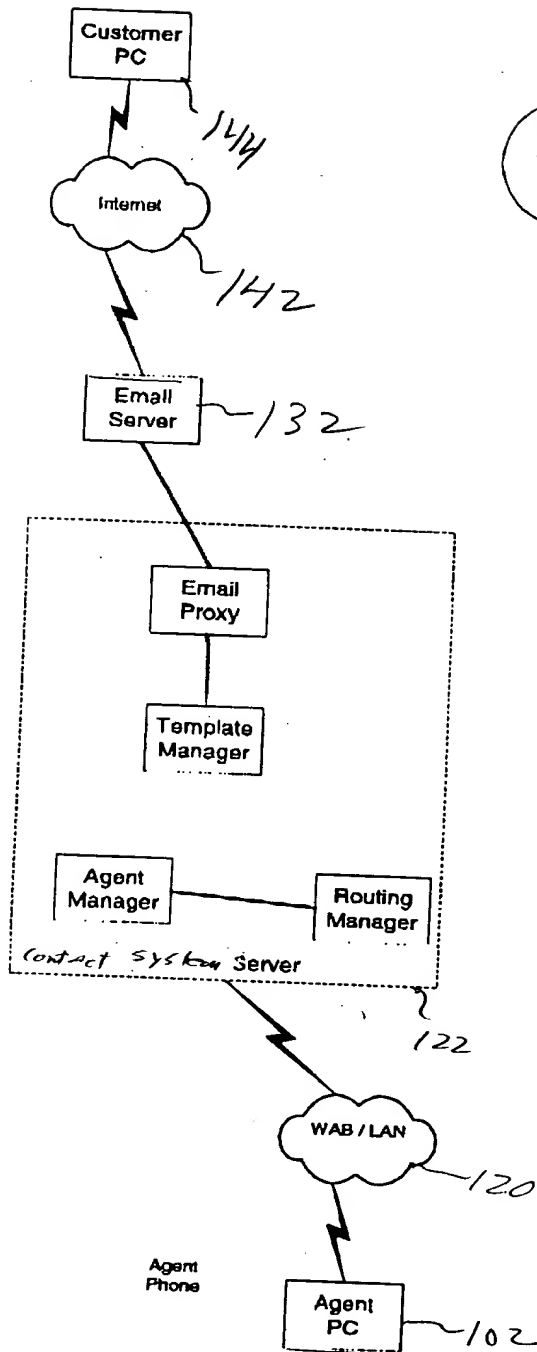 Customer
PC
144
Internet
142
Email
Server
132
Email
Proxy
Template
Manager
Agent
Manager
Routing
Manager
Contact System Server
122
WAB / LAN
120
Agent
Phone
Agent
PC
102